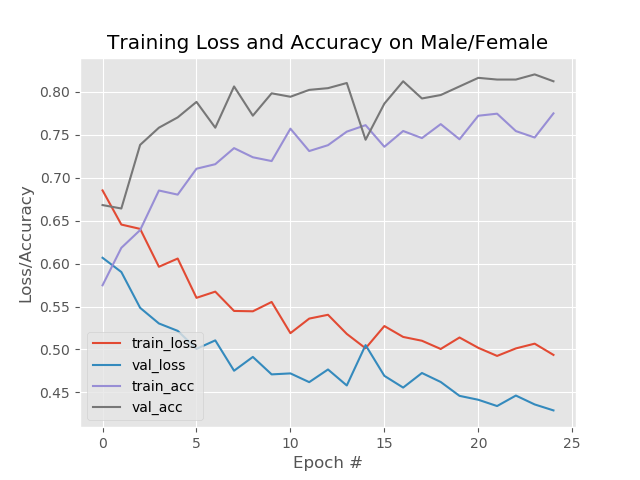 Training Loss and Accuracy on Male/Female
Loss/Accuracy
0.80
0.75
0.70
0.65
0.60
0.55
0.50
0.45
train_loss
val_loss
train_acc
val_acc
0 5 10 15 20 25
Epoch #